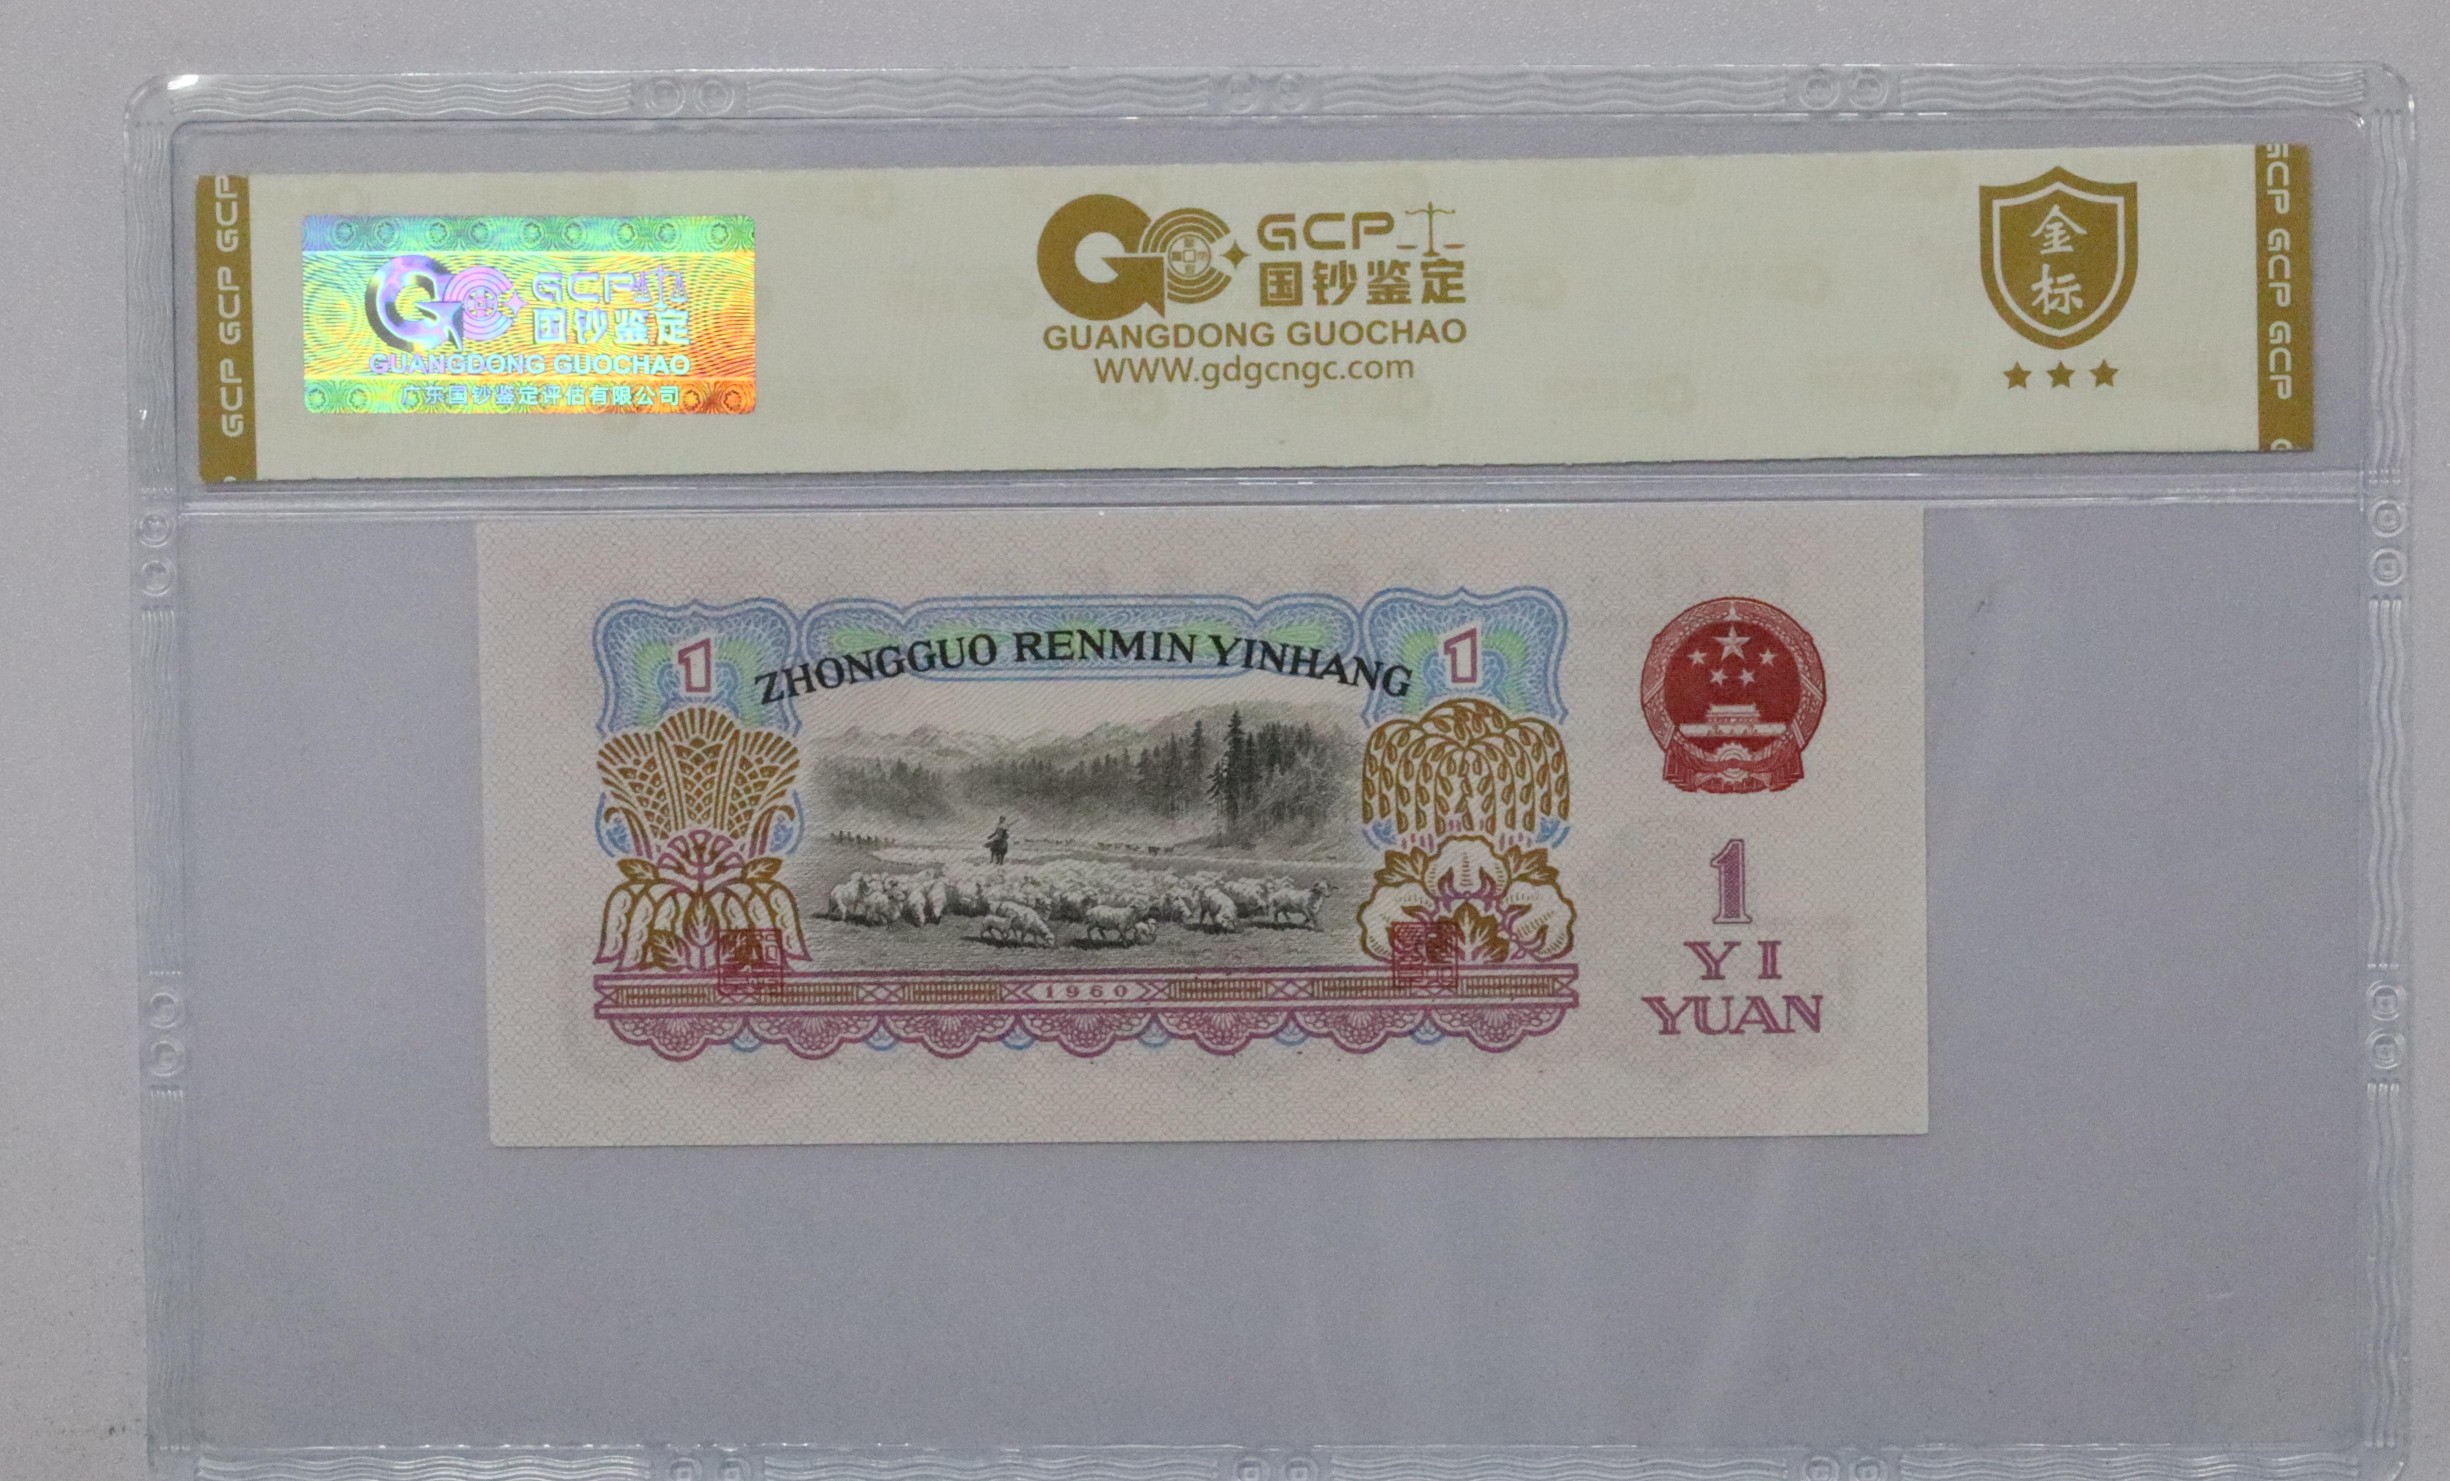 GCP GCP GCP
GCP
国钞鉴定
GUANGDONG GUOCHAO
广东国钞鉴定评估有限公司
GCP
国钞鉴定
GUANGDONG GUOCHAO
WWW.gdgcngc.com
金
标
GCP GCP GCP
ZHONGGUO RENMIN YINHANG
1
1
1960
1
YI
YUAN